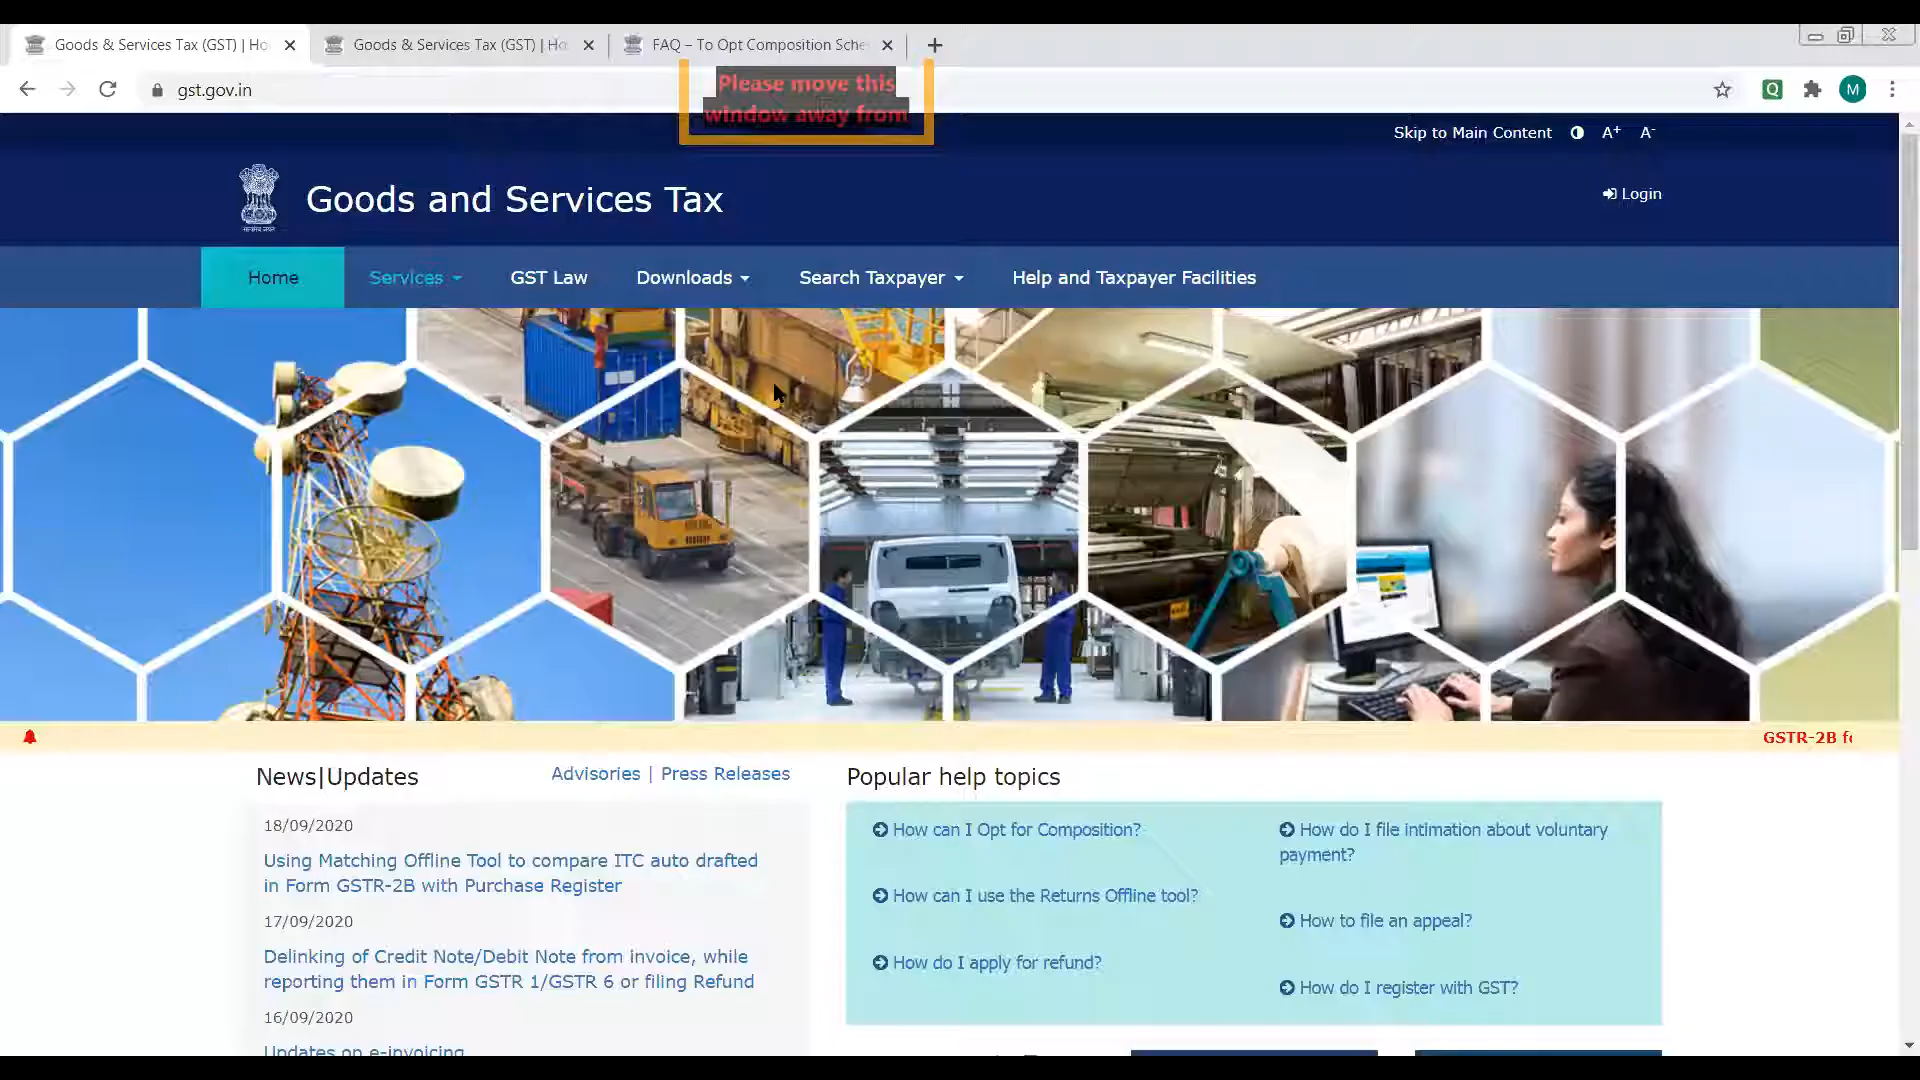 Goods & Services Tax (GST) | Ho
Goods & Services Tax (GST) | Ho
FAQ – To Opt Composition Sche
gst.gov.in
Q
M
Please move this
window away from
Skip to Main Content
A+
A-
Goods and Services Tax
Login
Home
Services
GST Law
Downloads
Search Taxpayer
Help and Taxpayer Facilities
GSTR-2B fo
News|Updates
Advisories | Press Releases
18/09/2020
Using Matching Offline Tool to compare ITC auto drafted
in Form GSTR-2B with Purchase Register
17/09/2020
Delinking of Credit Note/Debit Note from invoice, while
reporting them in Form GSTR 1/GSTR 6 or filing Refund
16/09/2020
Updates on e-invoicing
Popular help topics
How can I Opt for Composition?
How can I use the Returns Offline tool?
How do I apply for refund?
How do I file intimation about voluntary
payment?
How to file an appeal?
How do I register with GST?